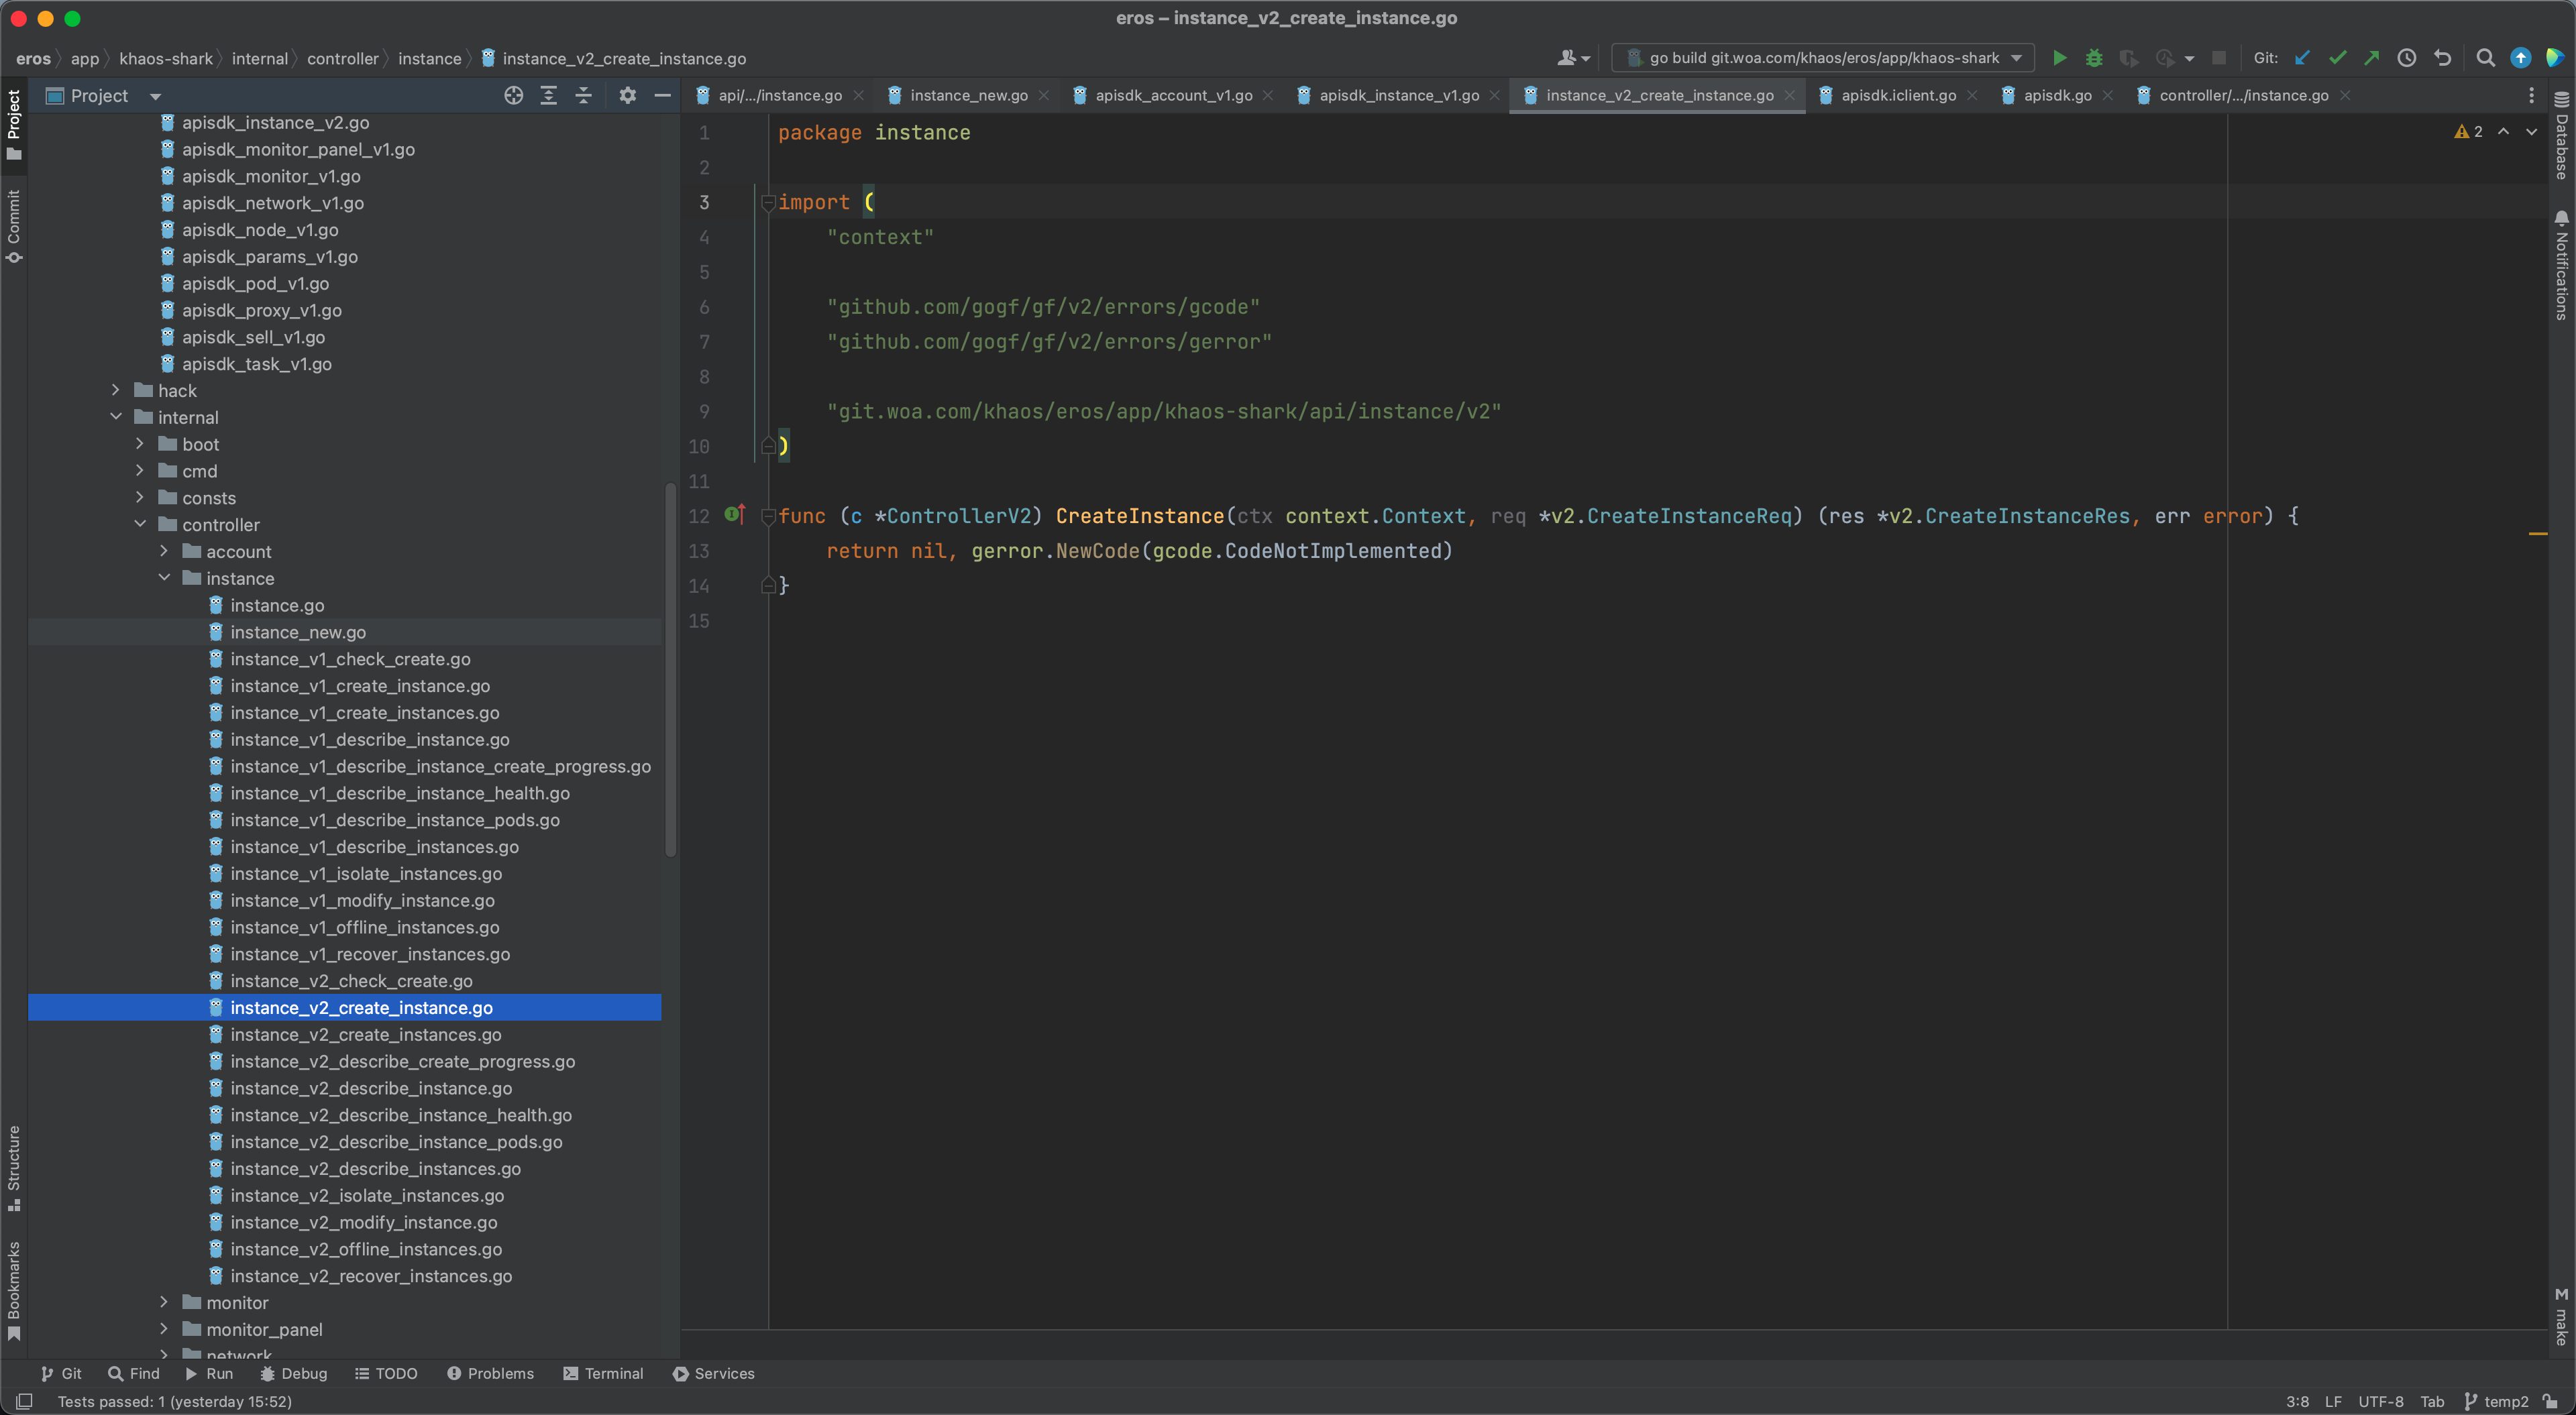 eros – instance_v2_create_instance.go
eros app khaos-shark internal controller instance instance_v2_create_instance.go
go build git.woa.com/khaos/eros/app/khaos-shark
Git:
Project
api/.../instance.go
instance_new.go
apisdk_account_v1.go
apisdk_instance_v1.go
instance_v2_create_instance.go
apisdk.iclient.go
apisdk.go
controller/.../instance.go
Project
Commit
Structure
Bookmarks
apisdk_instance_v2.go
apisdk_monitor_panel_v1.go
apisdk_monitor_v1.go
apisdk_network_v1.go
apisdk_node_v1.go
apisdk_params_v1.go
apisdk_pod_v1.go
apisdk_proxy_v1.go
apisdk_sell_v1.go
apisdk_task_v1.go
hack
internal
boot
cmd
consts
controller
account
instance
instance.go
instance_new.go
instance_v1_check_create.go
instance_v1_create_instance.go
instance_v1_create_instances.go
instance_v1_describe_instance.go
instance_v1_describe_instance_create_progress.go
instance_v1_describe_instance_health.go
instance_v1_describe_instance_pods.go
instance_v1_describe_instances.go
instance_v1_isolate_instances.go
instance_v1_modify_instance.go
instance_v1_offline_instances.go
instance_v1_recover_instances.go
instance_v2_check_create.go
instance_v2_create_instance.go
instance_v2_create_instances.go
instance_v2_describe_create_progress.go
instance_v2_describe_instance.go
instance_v2_describe_instance_health.go
instance_v2_describe_instance_pods.go
instance_v2_describe_instances.go
instance_v2_isolate_instances.go
instance_v2_modify_instance.go
instance_v2_offline_instances.go
instance_v2_recover_instances.go
monitor
monitor_panel
network
1 package instance
2
3 import (
4 "context"
5
6 "github.com/gogf/gf/v2/errors/gcode"
7 "github.com/gogf/gf/v2/errors/gerror"
8
9 "git.woa.com/khaos/eros/app/khaos-shark/api/instance/v2"
10 )
11
12 func (c *ControllerV2) CreateInstance(ctx context.Context, req *v2.CreateInstanceReq) (res *v2.CreateInstanceRes, err error) {
13 return nil, gerror.NewCode(gcode.CodeNotImplemented)
14 }
15
2
Database
Notifications
M make
Git Find Run Debug TODO Problems Terminal Services
Tests passed: 1 (yesterday 15:52)
3:8 LF UTF-8 Tab temp2